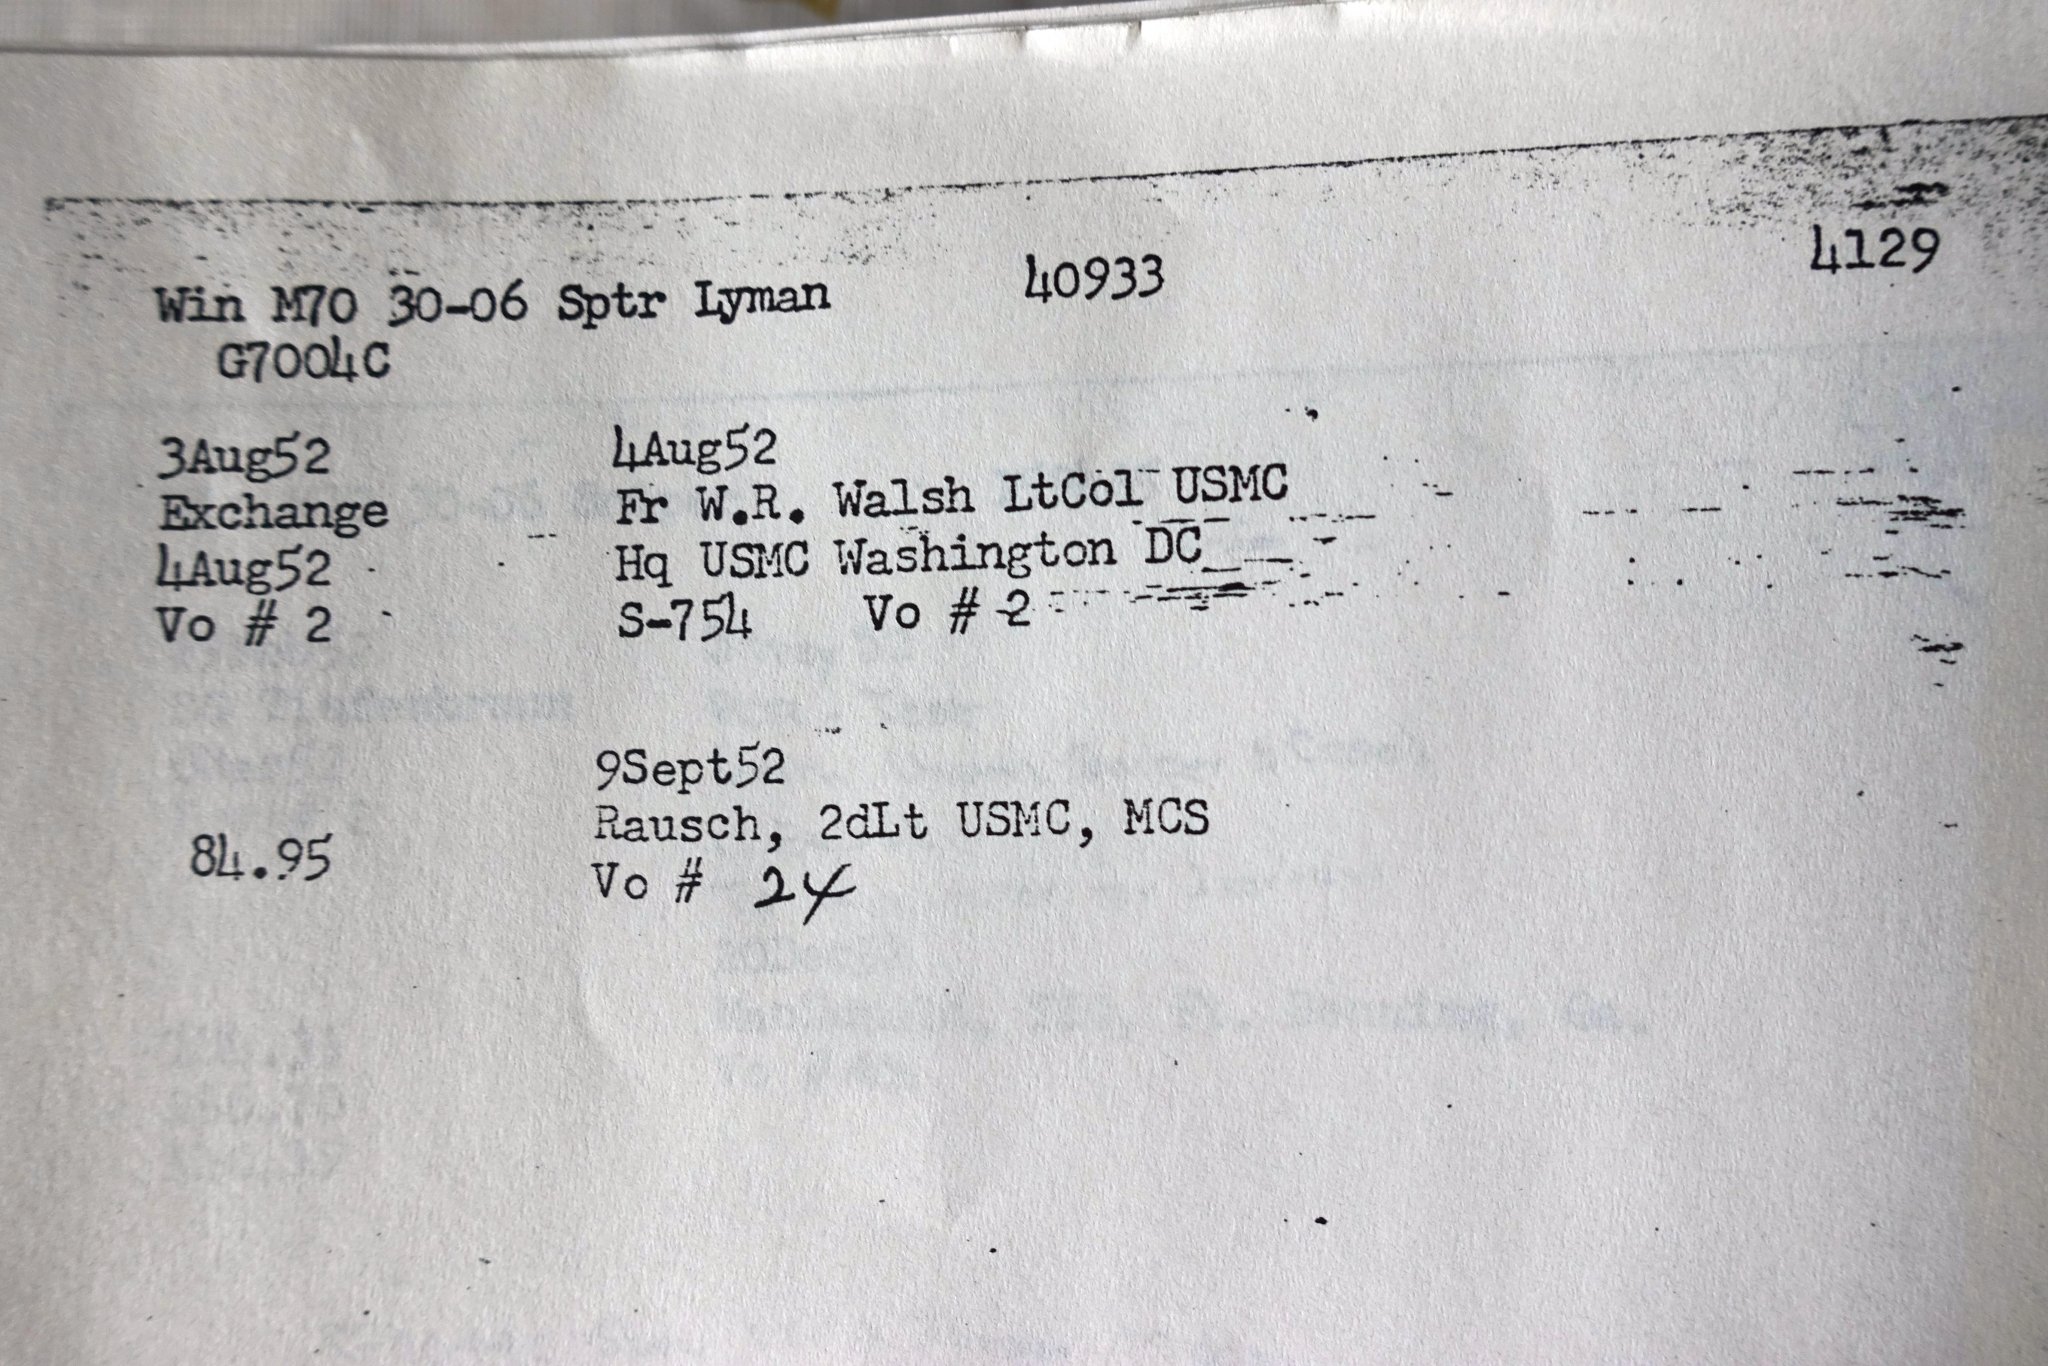 Win M70 30-06 Sptr Lyman 40933 4129
G7004C
3Aug52
Exchange
4Aug52
Vo # 2
4Aug52
Fr W.R. Walsh LtCol USMC
Hq USMC Washington DC
S-754 Vo # 2
84.95
9Sept52
Rausch, 2dLt USMC, MCS
Vo # 24